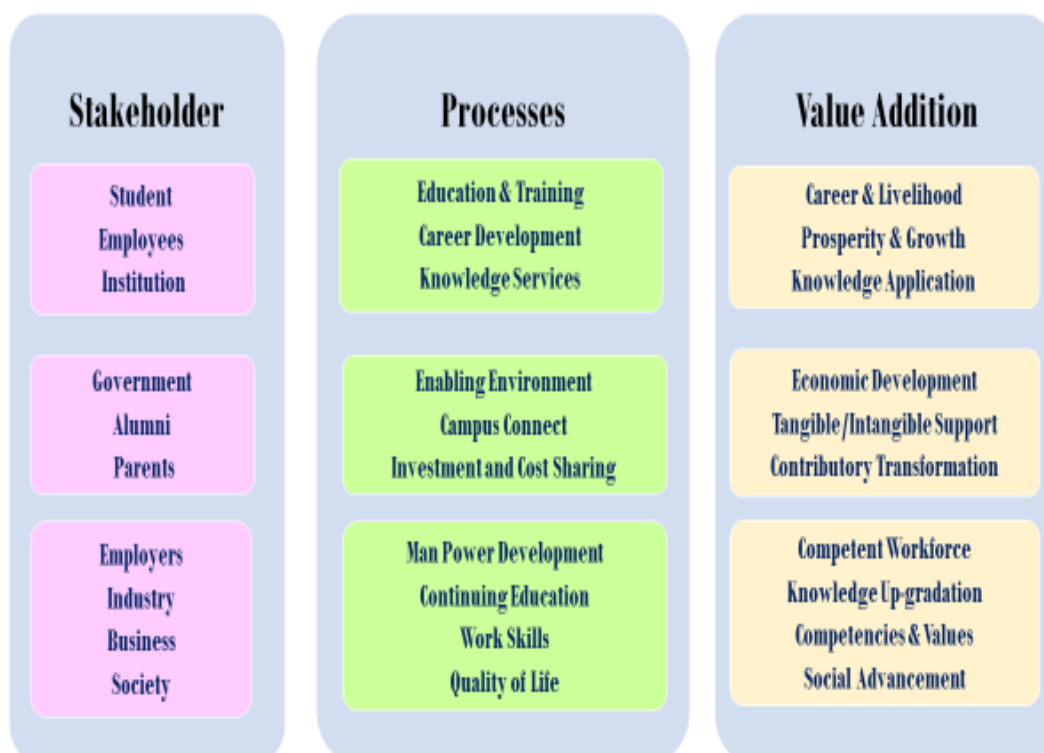 Stakeholder
Student
Employees
Institution
Government
Alumni
Parents
Employers
Industry
Business
Society
Processes
Education & Training
Career Development
Knowledge Services
Enabling Environment
Campus Connect
Investment and Cost Sharing
Man Power Development
Continuing Education
Work Skills
Quality of Life
Value Addition
Career & Livelihood
Prosperity & Growth
Knowledge Application
Economic Development
Tangible/Intangible Support
Contributory Transformation
Competent Workforce
Knowledge Up-gradation
Competencies & Values
Social Advancement